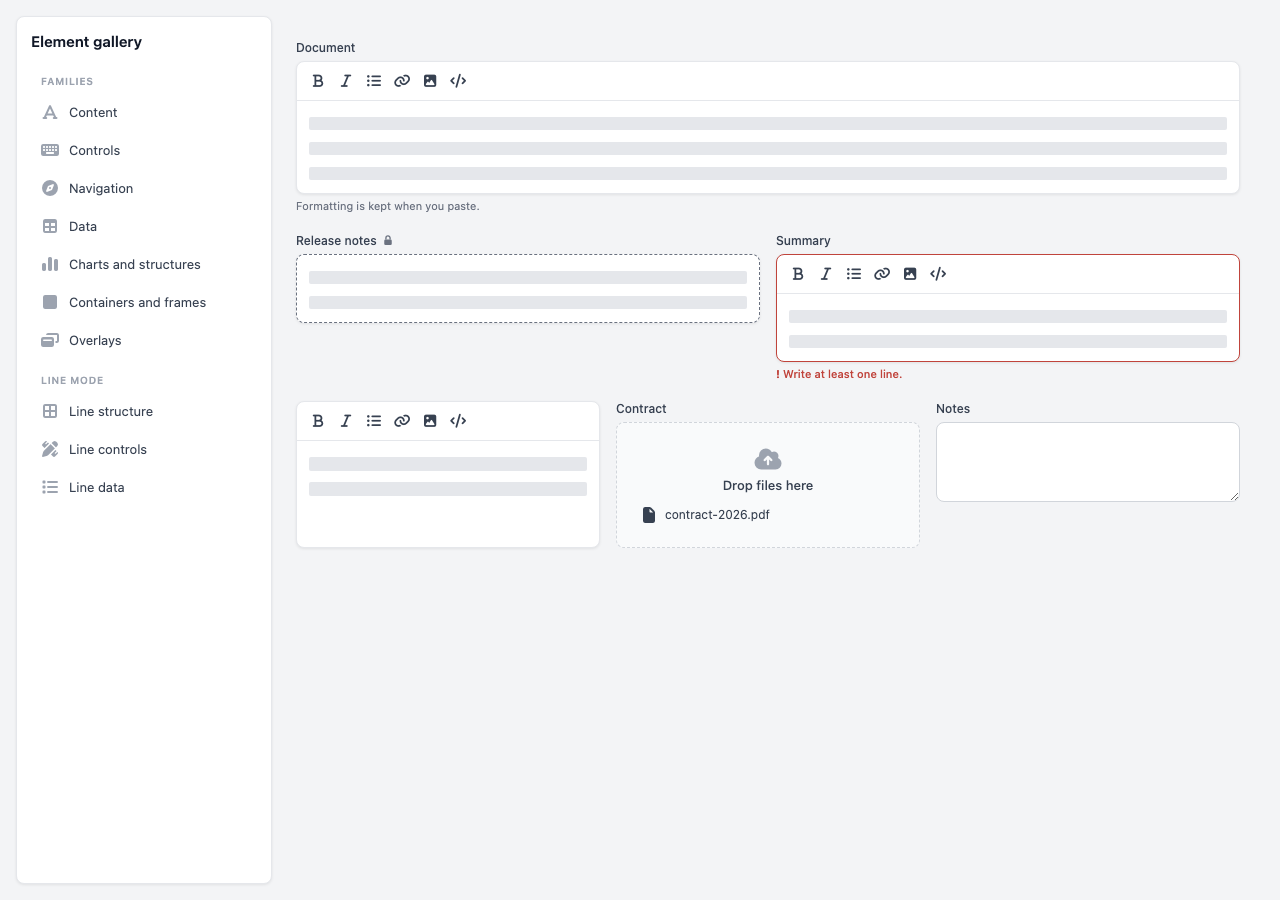 Element gallery
FAMILIES
Content
Controls
Navigation
Data
Charts and structures
Containers and frames
Overlays
LINE MODE
Line structure
Line controls
Line data
Document
Formatting is kept when you paste.
Release notes
Summary
! Write at least one line.
Contract
Drop files here
contract-2026.pdf
Notes